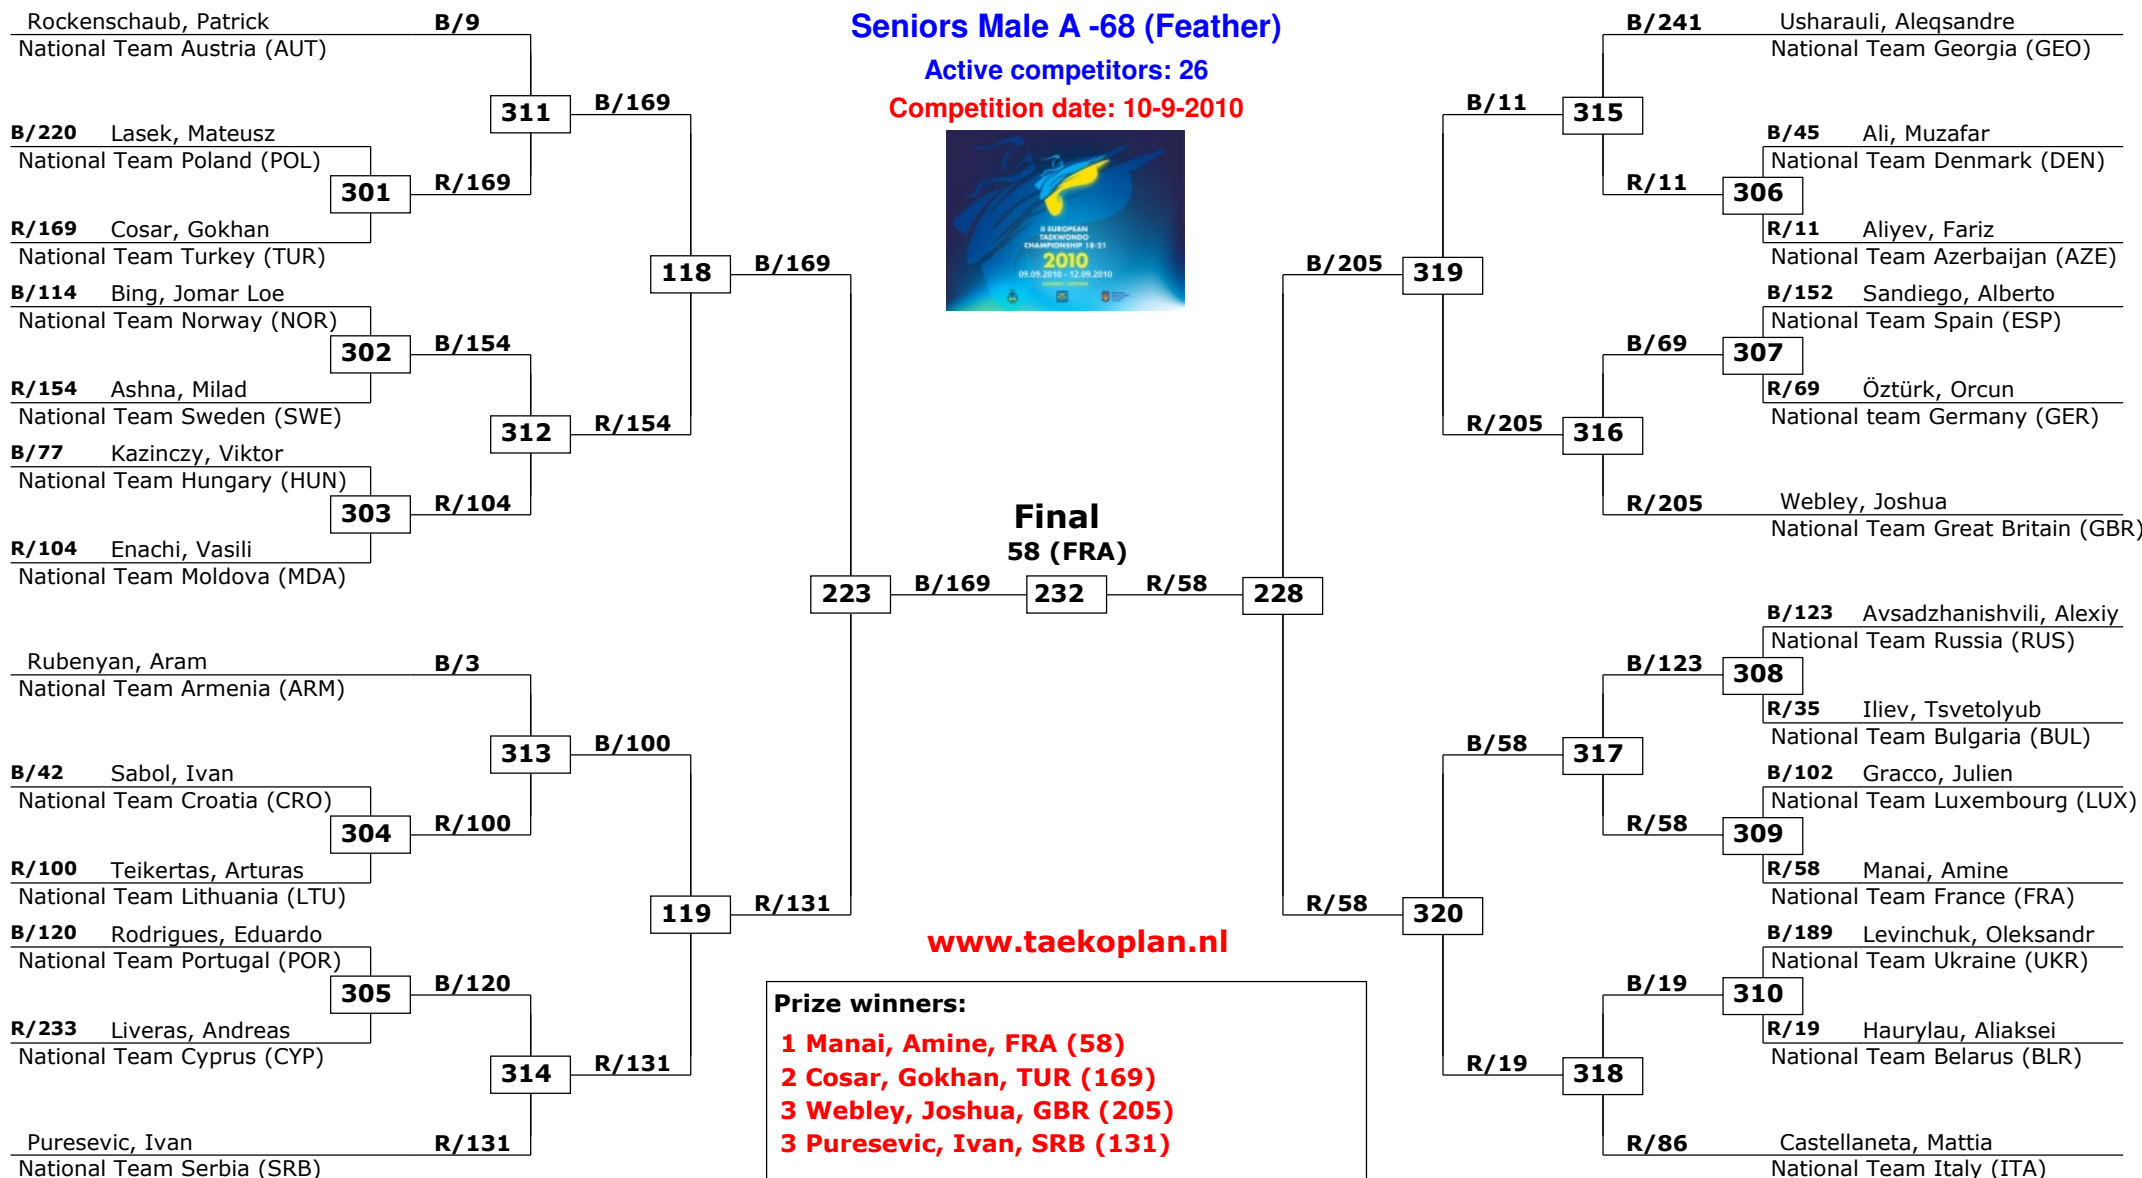 Seniors Male A -68 (Feather)
Active competitors: 26
Competition date: 10-9-2010
II EUROPEAN
TAEKWONDO
CHAMPIONSHIP 18-21
2010
09.09.2010 - 12.09.2010
Rockenschaub, Patrick
B/9
National Team Austria (AUT)
311
B/169
B/220 Lasek, Mateusz
National Team Poland (POL)
301
R/169
R/169 Cosar, Gokhan
National Team Turkey (TUR)
118
B/169
B/114 Bing, Jomar Loe
National Team Norway (NOR)
302
B/154
R/154 Ashna, Milad
National Team Sweden (SWE)
312
R/154
B/77 Kazinczy, Viktor
National Team Hungary (HUN)
303
R/104
R/104 Enachi, Vasili
National Team Moldova (MDA)
223
B/169
Rubenyan, Aram
B/3
National Team Armenia (ARM)
313
B/100
B/42 Sabol, Ivan
National Team Croatia (CRO)
304
R/100
R/100 Teikertas, Arturas
National Team Lithuania (LTU)
119
R/131
B/120 Rodrigues, Eduardo
National Team Portugal (POR)
305
B/120
R/233 Liveras, Andreas
National Team Cyprus (CYP)
314
R/131
Puresevic, Ivan
R/131
National Team Serbia (SRB)
Final
58 (FRA)
232
R/58
228
B/241 Usharauli, Aleqsandre
National Team Georgia (GEO)
B/11
315
B/45 Ali, Muzafar
National Team Denmark (DEN)
R/11
306
R/11 Aliyev, Fariz
National Team Azerbaijan (AZE)
B/205
319
B/152 Sandiego, Alberto
National Team Spain (ESP)
B/69
307
R/69 Öztürk, Orcun
National team Germany (GER)
R/205
316
R/205 Webley, Joshua
National Team Great Britain (GBR)
B/123 Avsadzhanishvili, Alexiy
National Team Russia (RUS)
B/123
308
R/35 Iliev, Tsvetolyub
National Team Bulgaria (BUL)
B/58
317
B/102 Gracco, Julien
National Team Luxembourg (LUX)
R/58
309
R/58 Manai, Amine
National Team France (FRA)
R/58
320
B/189 Levinchuk, Oleksandr
National Team Ukraine (UKR)
B/19
310
R/19 Haurylau, Aliaksei
National Team Belarus (BLR)
R/19
318
R/86 Castellaneta, Mattia
National Team Italy (ITA)
www.taekoplan.nl
Prize winners:
1 Manai, Amine, FRA (58)
2 Cosar, Gokhan, TUR (169)
3 Webley, Joshua, GBR (205)
3 Puresevic, Ivan, SRB (131)